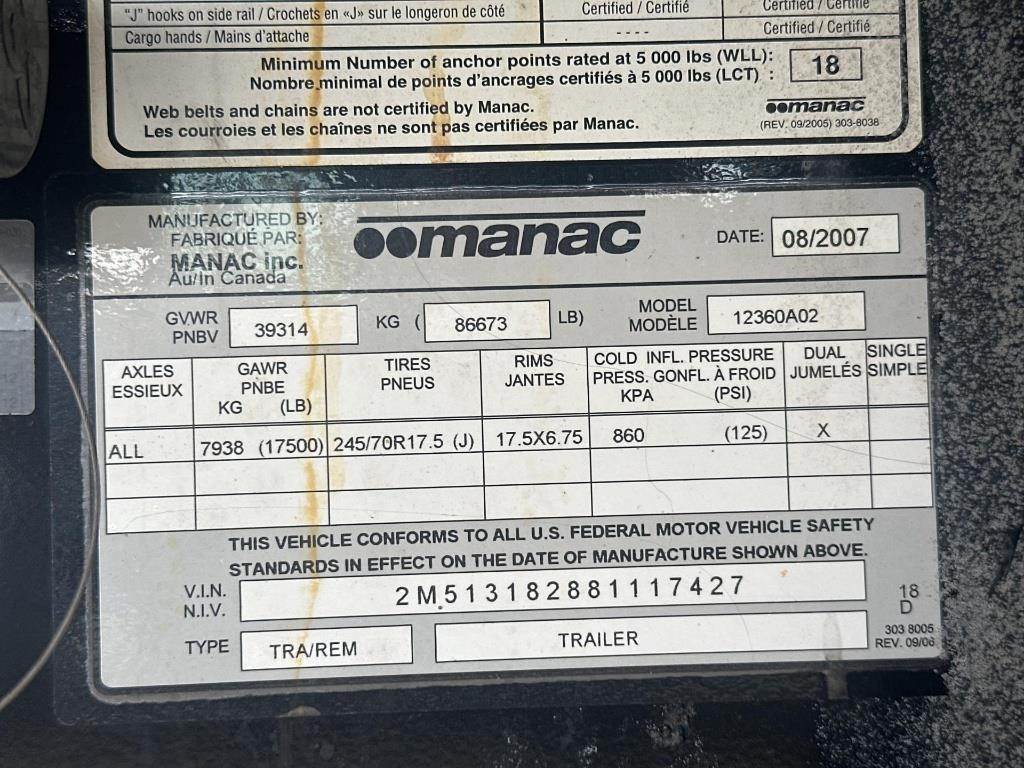 "J" hooks on side rail / Crochets en «J» sur le longeron de côté Certified / Certifié Certified / Certifié
Cargo hands / Mains d'attache - - - - Certified / Certifié
Minimum Number of anchor points rated at 5 000 lbs (WLL):
Nombre minimal de points d'ancrages certifiés à 5 000 lbs (LCT) : 18
Web belts and chains are not certified by Manac.
Les courroies et les chaînes ne sont pas certifiées par Manac.
manac
(REV. 09/2005) 303-8038
MANUFACTURED BY:
FABRIQUÉ PAR:
MANAC inc.
Au/In Canada
manac
DATE: 08/2007
GVWR
PNBV 39314 KG ( 86673 LB)
MODEL
MODÈLE 12360A02
AXLES
ESSIEUX
GAWR
PNBE
KG (LB)
TIRES
PNEUS
RIMS
JANTES
COLD INFL. PRESSURE
PRESS. GONFL. À FROID
KPA (PSI)
DUAL
JUMELÉS
SINGLE
SIMPLE
ALL 7938 (17500) 245/70R17.5 (J) 17.5X6.75 860 (125) X
THIS VEHICLE CONFORMS TO ALL U.S. FEDERAL MOTOR VEHICLE SAFETY
STANDARDS IN EFFECT ON THE DATE OF MANUFACTURE SHOWN ABOVE.
V.I.N.
N.I.V. 2M513182881117427
18
D
TYPE TRA/REM TRAILER
303 8005
REV. 09/06